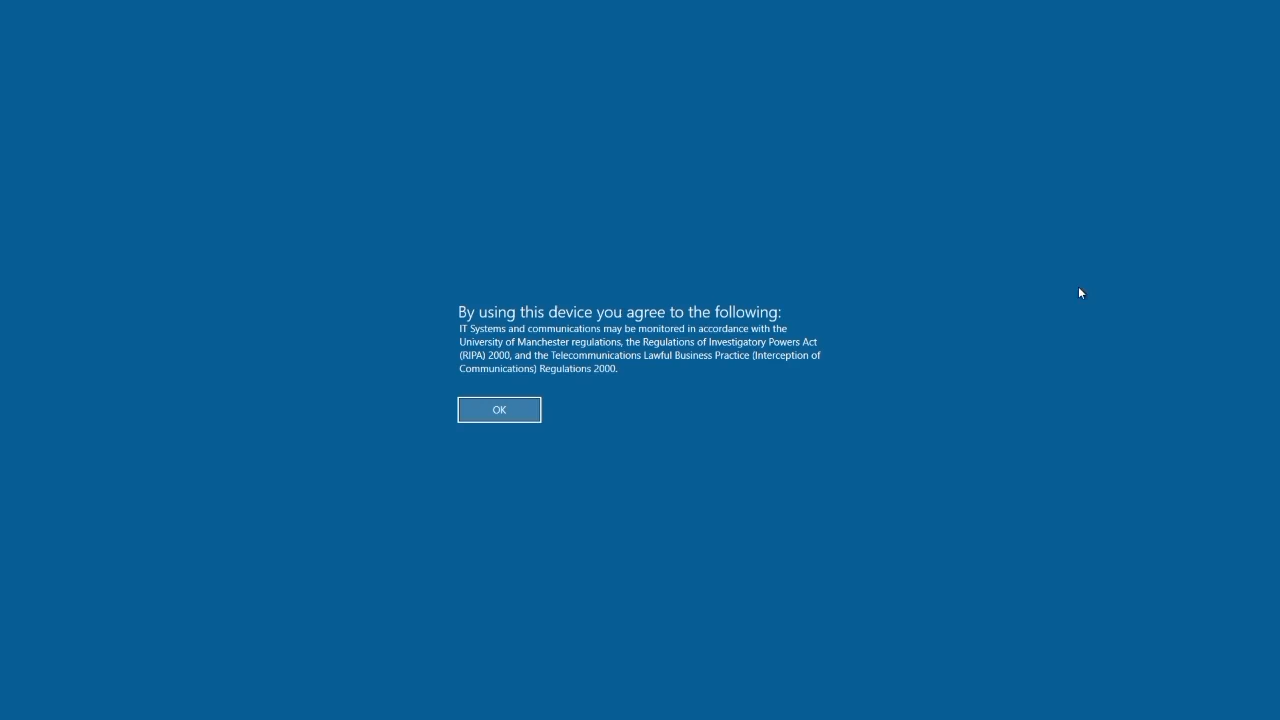 By using this device you agree to the following:
IT Systems and communications may be monitored in accordance with the
University of Manchester regulations, the Regulations of Investigatory Powers Act
(RIPA) 2000, and the Telecommunications Lawful Business Practice (Interception of
Communications) Regulations 2000.
OK